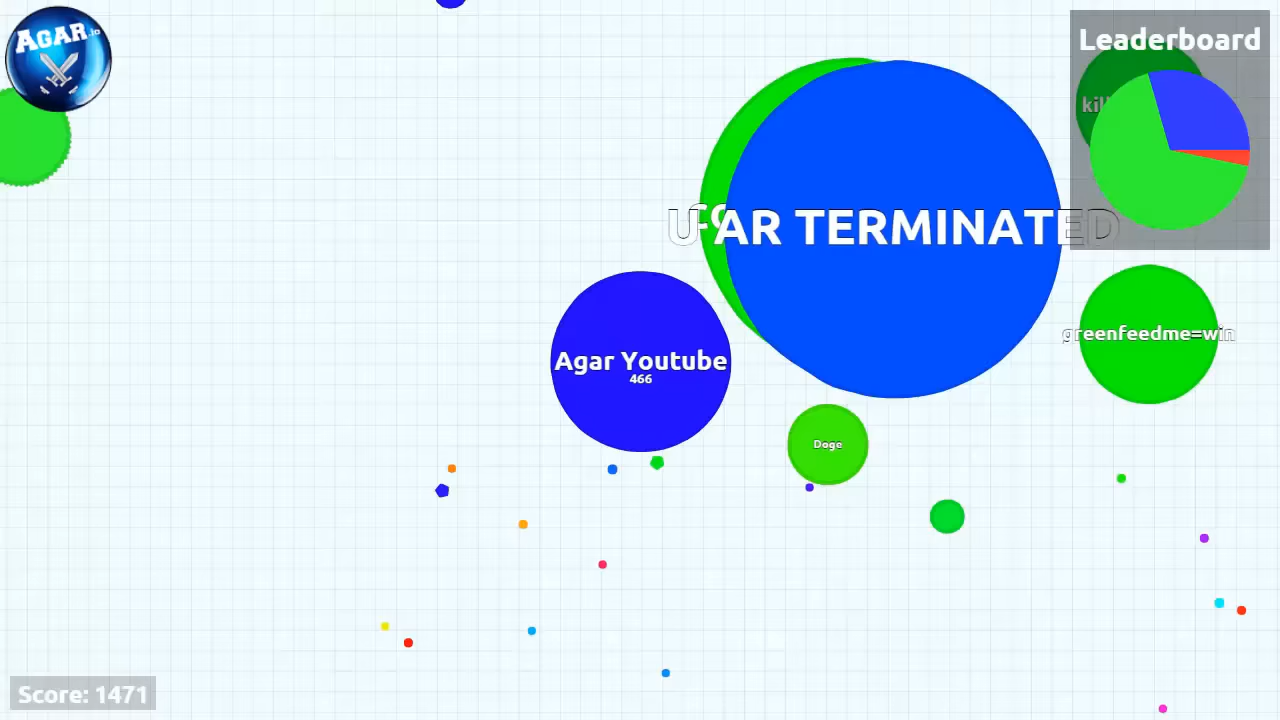 AGAR.io
Leaderboard
AR TERMINATED
Agar Youtube
466
greenfeedme=win
Doge
Score: 1471